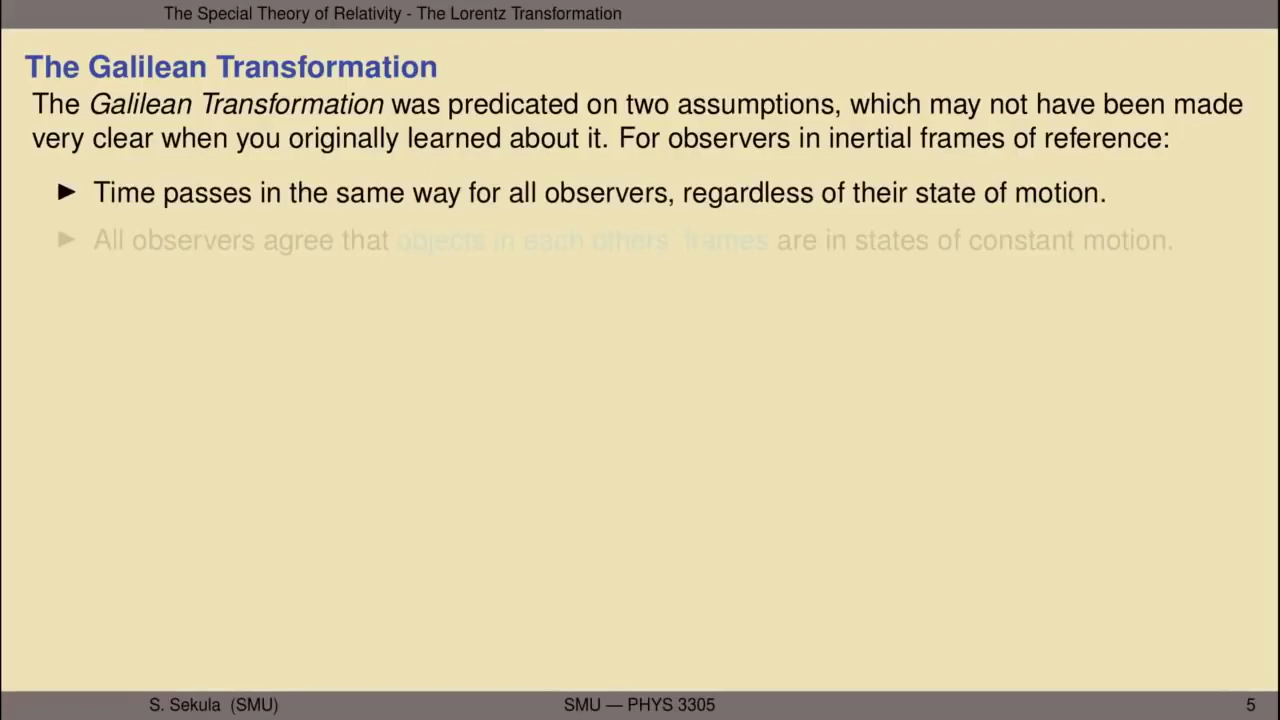 The Special Theory of Relativity - The Lorentz Transformation
The Galilean Transformation
The Galilean Transformation was predicated on two assumptions, which may not have been made
very clear when you originally learned about it. For observers in inertial frames of reference:
► Time passes in the same way for all observers, regardless of their state of motion.
► All observers agree that objects in each others' frames are in states of constant motion.
S. Sekula (SMU)
SMU — PHYS 3305
5